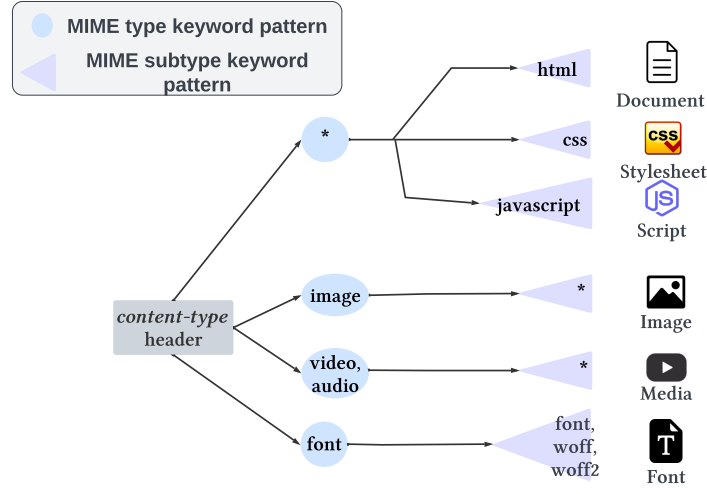 MIME type keyword pattern
MIME subtype keyword
pattern
html
Document
*
css
CSS
Stylesheet
javascript
JS
Script
content-type
header
image
*
Image
video,
audio
*
Media
font
font,
woff,
woff2
T
Font